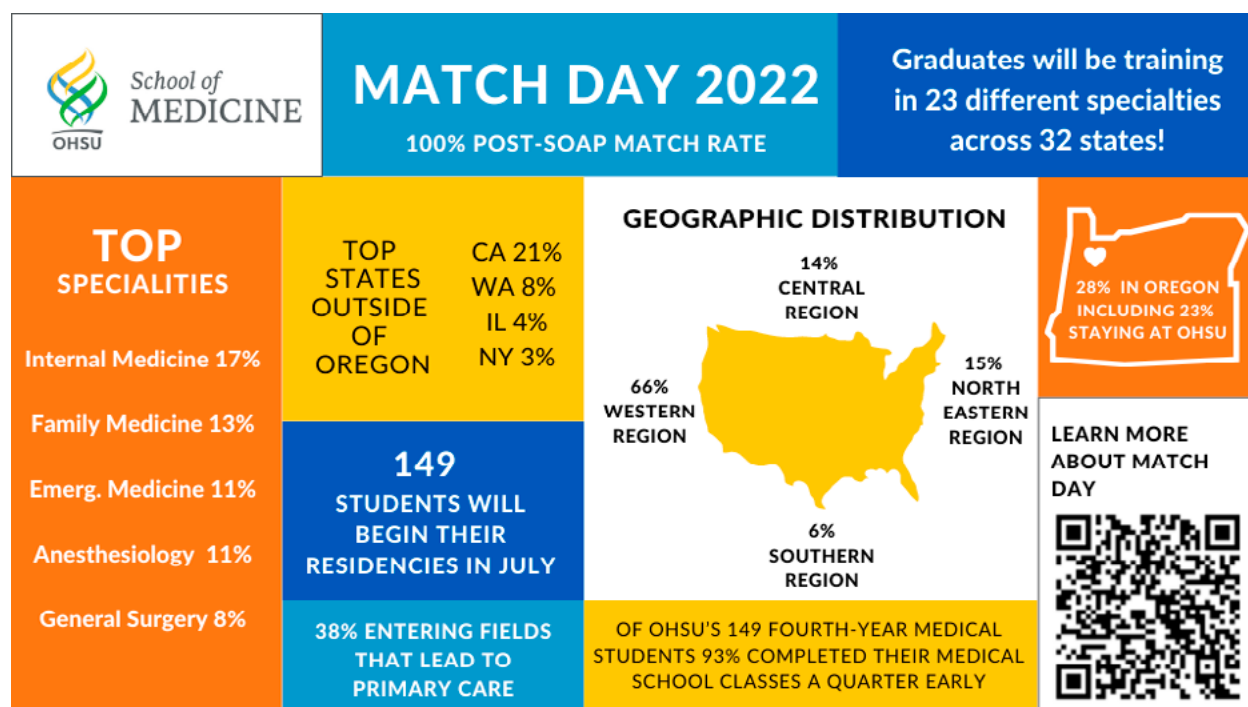 School of
MEDICINE
OHSU
MATCH DAY 2022
100% POST-SOAP MATCH RATE
Graduates will be training
in 23 different specialties
across 32 states!
TOP
SPECIALITIES
Internal Medicine 17%
Family Medicine 13%
Emerg. Medicine 11%
Anesthesiology 11%
General Surgery 8%
TOP
STATES
OUTSIDE
OF
OREGON
CA 21%
WA 8%
IL 4%
NY 3%
149
STUDENTS WILL
BEGIN THEIR
RESIDENCIES IN JULY
38% ENTERING FIELDS
THAT LEAD TO
PRIMARY CARE
GEOGRAPHIC DISTRIBUTION
14%
CENTRAL
REGION
66%
WESTERN
REGION
15%
NORTH
EASTERN
REGION
6%
SOUTHERN
REGION
OF OHSU'S 149 FOURTH-YEAR MEDICAL
STUDENTS 93% COMPLETED THEIR MEDICAL
SCHOOL CLASSES A QUARTER EARLY
28% IN OREGON
INCLUDING 23%
STAYING AT OHSU
LEARN MORE
ABOUT MATCH
DAY